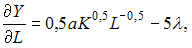 ∂Y/∂L = 0,5aK^0,5 L^-0,5 − 5λ,